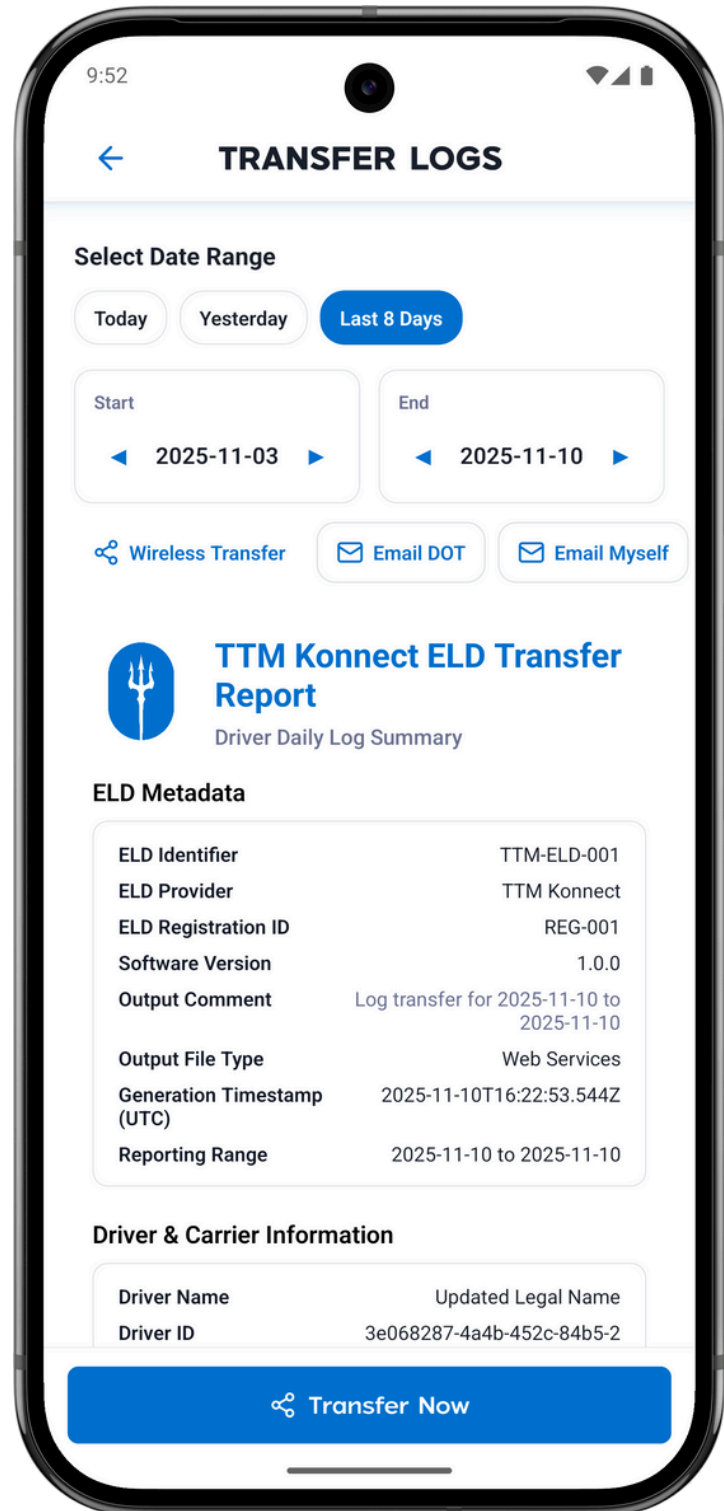 9:52
TRANSFER LOGS
Select Date Range
Today Yesterday Last 8 Days
Start End
2025-11-03 2025-11-10
Wireless Transfer Email DOT Email Myself
TTM Konnect ELD Transfer
Report
Driver Daily Log Summary
ELD Metadata
ELD Identifier TTM-ELD-001
ELD Provider TTM Konnect
ELD Registration ID REG-001
Software Version 1.0.0
Output Comment Log transfer for 2025-11-10 to
2025-11-10
Output File Type Web Services
Generation Timestamp 2025-11-10T16:22:53.544Z
(UTC)
Reporting Range 2025-11-10 to 2025-11-10
Driver & Carrier Information
Driver Name Updated Legal Name
Driver ID 3e068287-4a4b-452c-84b5-2
Transfer Now